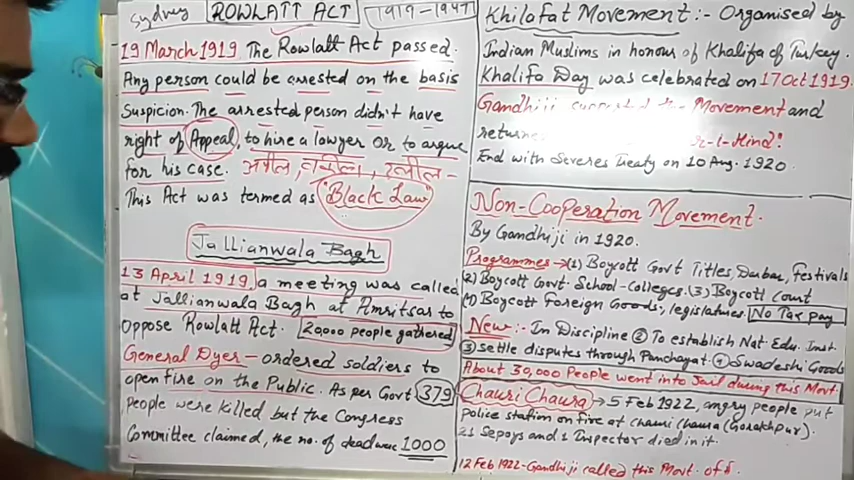 Sydney ROWLATT ACT 1919-1947
19 March 1919 The Rowlatt Act passed.
Any person could be arrested on the basis
Suspicion. The arrested person didn't have
right of Appeal, to hire a lawyer or to argue
for his case. अपील, वकील, दलील -
This Act was termed as "Black Law"
Jallianwala Bagh
13 April 1919, a meeting was called
at Jallianwala Bagh at Amritsar to
Oppose Rowlatt Act. 20000 people gathered
General Dyer - ordered soldiers to
open fire on the Public. As per Govt 379
People were killed but the Congress
Committee claimed, the no. of dead were 1000
Khilafat Movement :- Organised by
Indian Muslims in honour of Khalifa of Turkey.
Khalifa Day was celebrated on 17 Oct 1919.
Gandhiji Movement and
r-i-Hind!
End with Severes Treaty on 10 Aug. 1920.
Non-Cooperation Movement.
By Gandhiji in 1920.
Programmes → (1) Boycott Govt Titles, Durbar, Festivals
(2) Boycott Govt. School-Colleges. (3) Boycott Court
(4) Boycott Foreign Goods, legislatures. No Tax pay
New :- In Discipline (2) To establish Nat. Edu. Inst.
(3) Settle disputes through Panchayat. (4) Swadeshi Goods
About 30,000 People went into Jail during this Movt.
Chauri Chaura → 5 Feb 1922, angry people put
police station on fire at Chauri Chaura (Gorakhpur).
21 Sepoys and 1 Inspector died in it.
12 Feb 1922 - Gandhiji called this Movt. off.